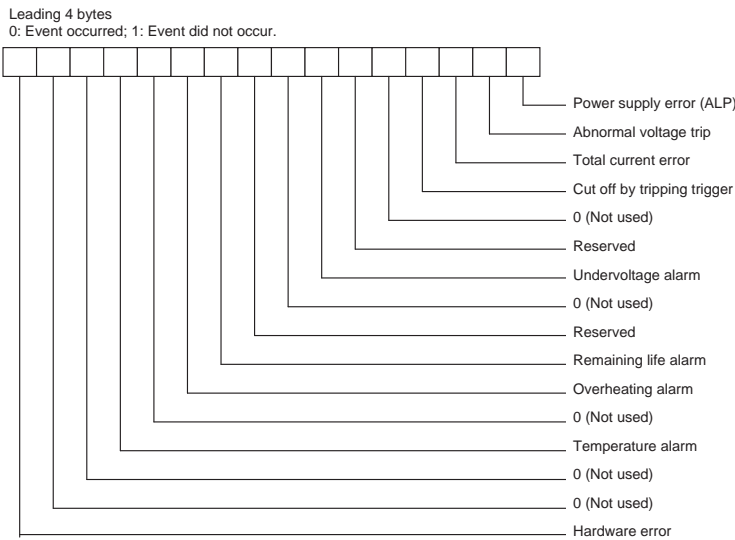 Leading 4 bytes
0: Event occurred; 1: Event did not occur.
Power supply error (ALP)
Abnormal voltage trip
Total current error
Cut off by tripping trigger
0 (Not used)
Reserved
Undervoltage alarm
0 (Not used)
Reserved
Remaining life alarm
Overheating alarm
0 (Not used)
Temperature alarm
0 (Not used)
0 (Not used)
Hardware error